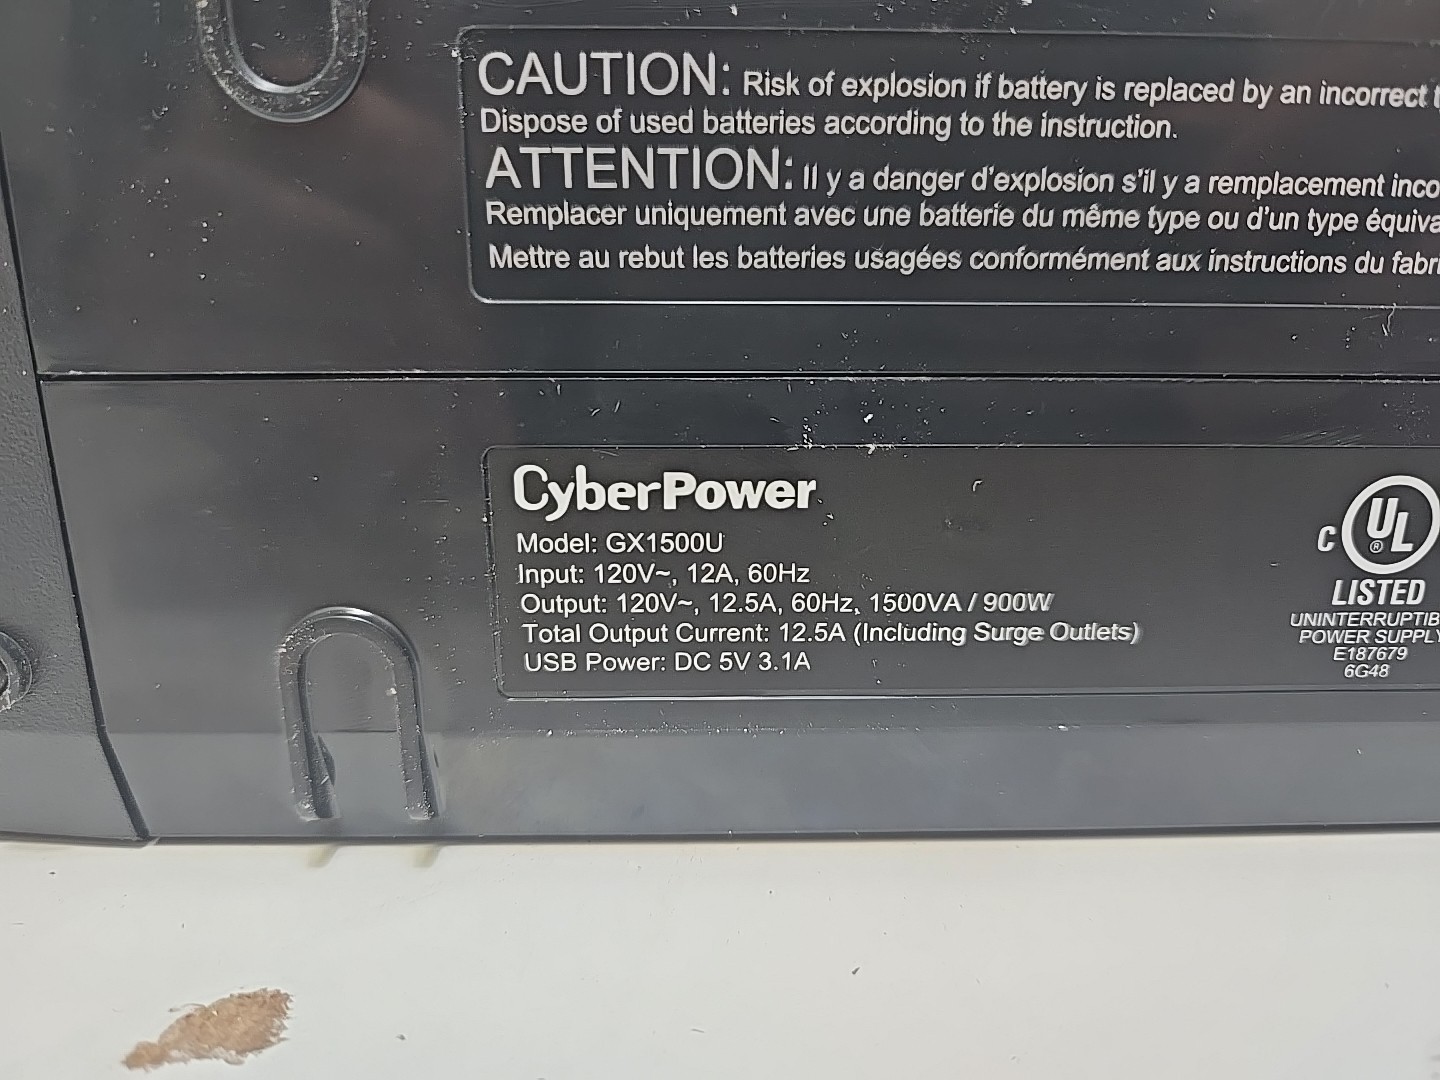 CAUTION: Risk of explosion if battery is replaced by an incorrect
Dispose of used batteries according to the instruction.
ATTENTION: Il y a danger d'explosion s'il y a remplacement
Remplacer uniquement avec une batterie du même type ou d'un type
Mettre au rebut les batteries usagées conformément aux instructions du
CyberPower
Model: GX1500U
Input: 120V~, 12A, 60Hz
Output: 120V~, 12.5A, 60Hz, 1500VA / 900W
Total Output Current: 12.5A (Including Surge Outlets)
USB Power: DC 5V 3.1A
C UL ®
LISTED
POWER SUPPLY
E187679
6G48